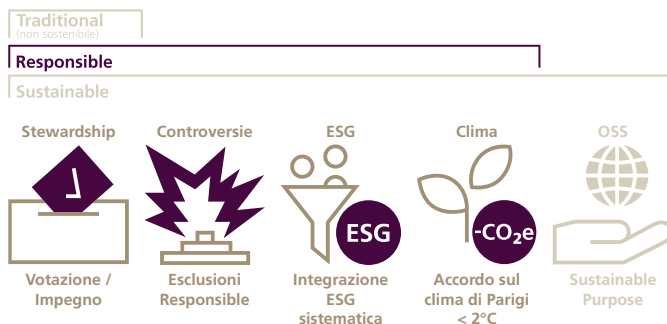 Traditional
(non sostenibile)
Responsible
Sustainable
Stewardship
Controversie
ESG
Clima
OSS
ESG
-CO₂e
Votazione /
Impegno
Esclusioni
Responsible
Integrazione
ESG
sistematica
Accordo sul
clima di Parigi
< 2°C
Sustainable
Purpose